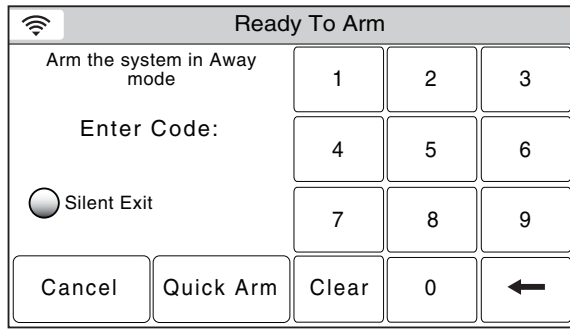 Ready To Arm
Arm the system in Away
mode
Enter Code:
Silent Exit
1 2 3
4 5 6
7 8 9
Cancel Quick Arm Clear 0